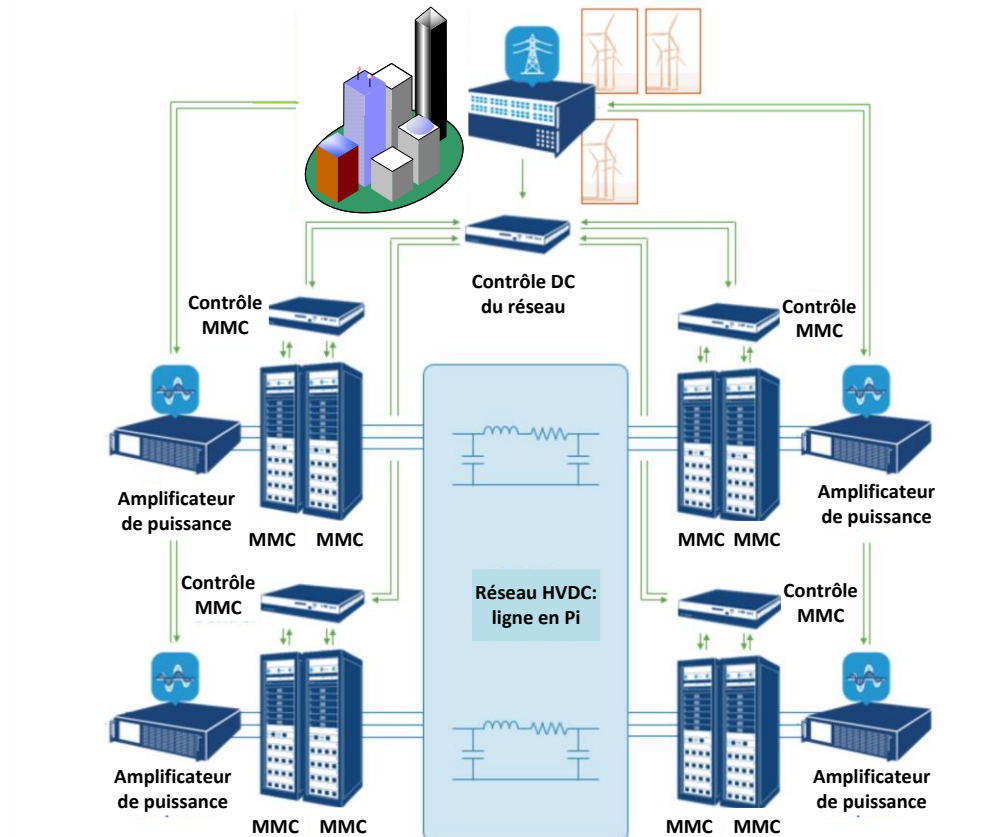 Contrôle DC
du réseau
Contrôle
MMC
Contrôle
MMC
Amplificateur
de puissance
MMC
MMC
Amplificateur
de puissance
MMC
MMC
Contrôle
MMC
Réseau HVDC:
ligne en Pi
Contrôle
MMC
Amplificateur
de puissance
MMC
MMC
Amplificateur
de puissance
MMC
MMC